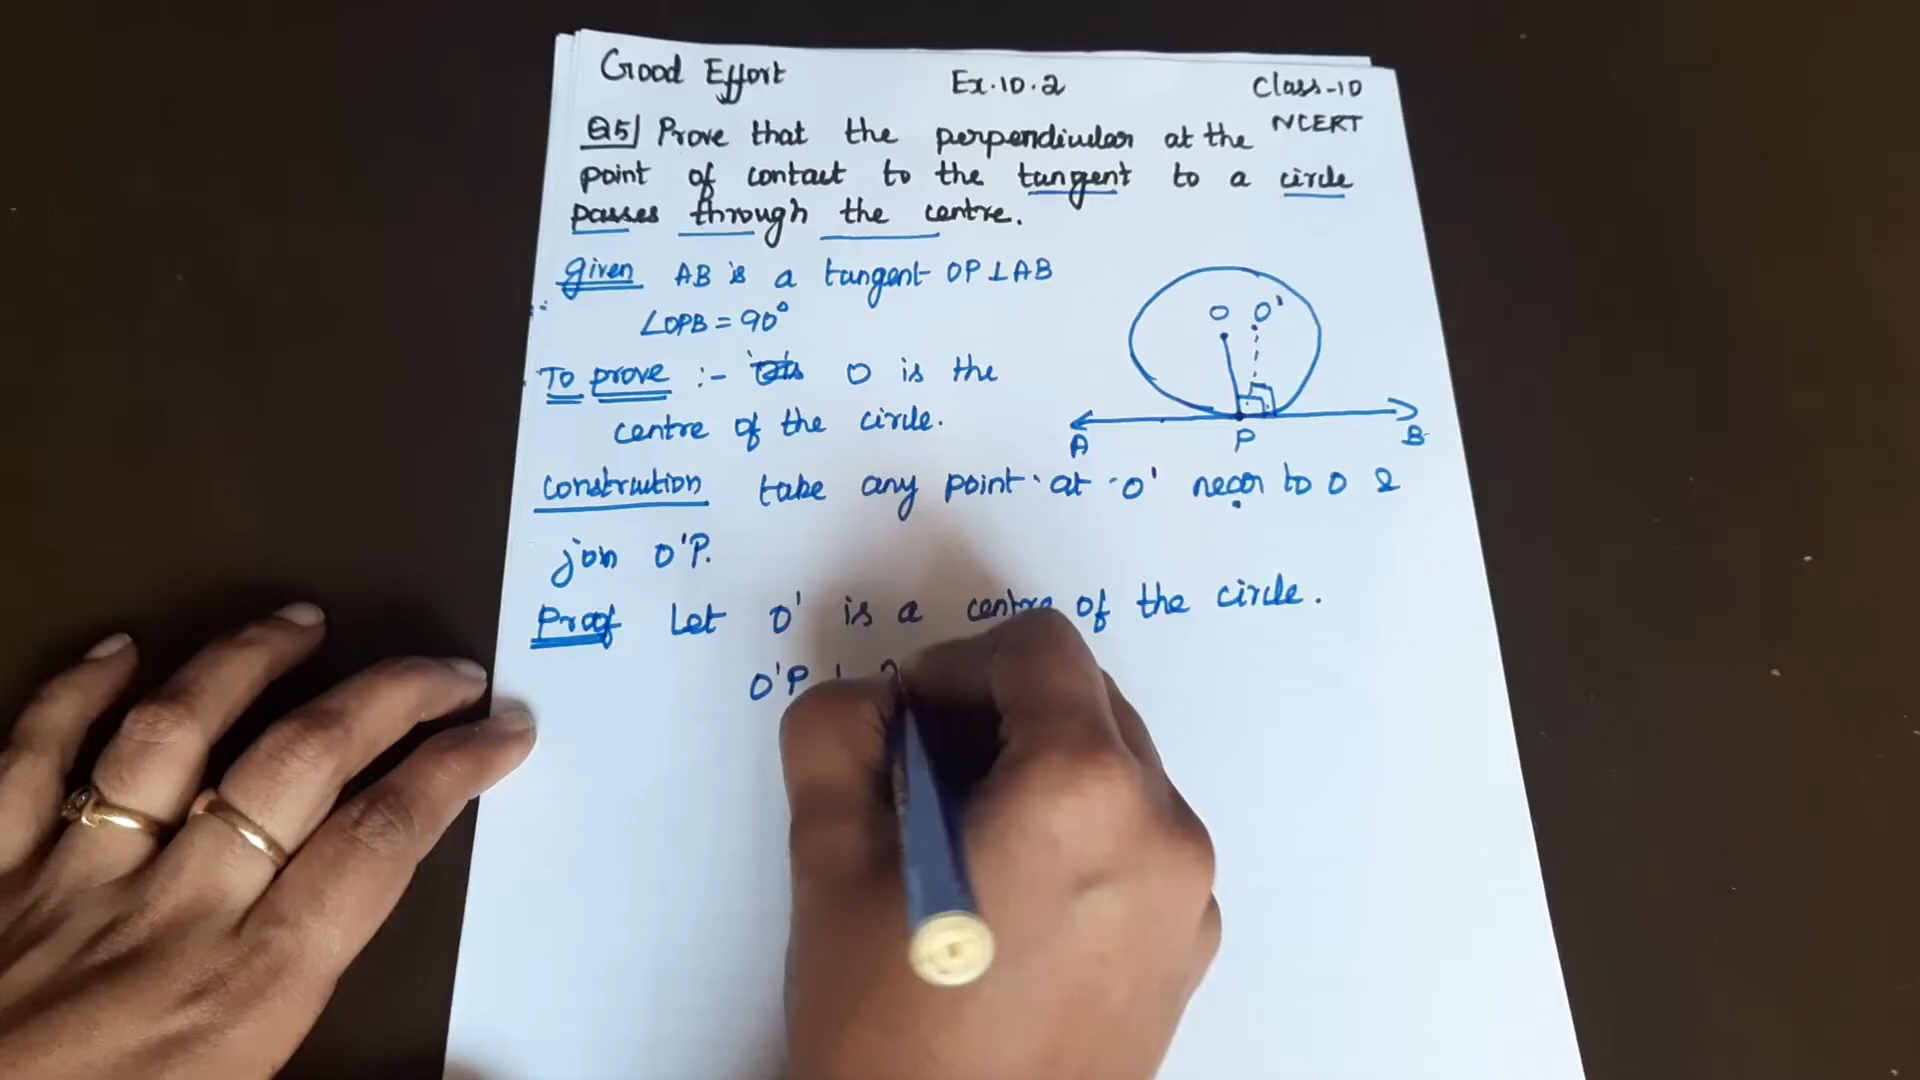 Good Effort Ex.10.2 Class-10
NCERT
Q5| Prove that the perpendicular at the
point of contact to the tangent to a circle
passes through the centre.
given AB is a tangent OP⊥AB
∠OPB = 90°
To prove :- O is the
centre of the circle.
O O'
A P B
construction take any point at O' near to O &
join O'P.
Proof Let O' is a centre of the circle.
O'P